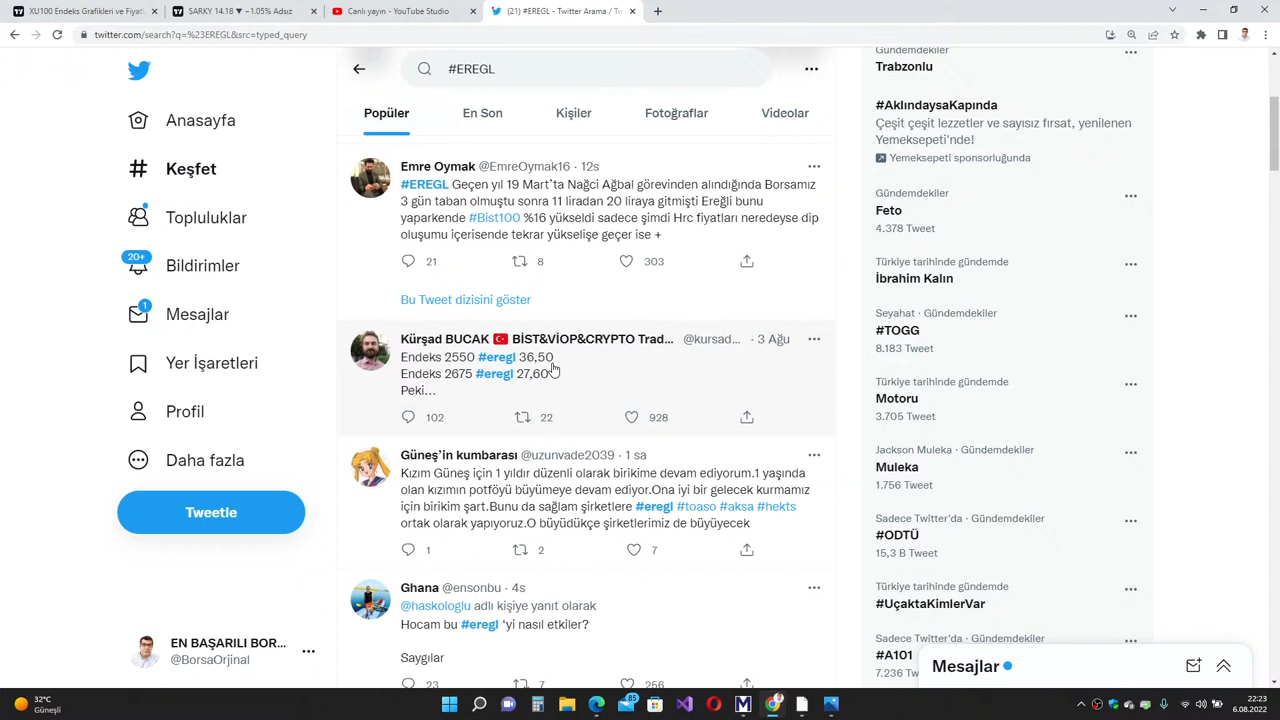 XU100 Endeks Grafikleri ve Fiyatl
SARKY 14.18 ▼ −1.05% Adsız
Canlı yayın - YouTube Studio
(21) #EREGL - Twitter Arama / Tw
twitter.com/search?q=%23EREGL&src=typed_query
Anasayfa
Keşfet
Topluluklar
20+
Bildirimler
1
Mesajlar
Yer İşaretleri
Profil
Daha fazla
Tweetle
EN BAŞARILI BOR...
@BorsaOrjinal
#EREGL
Popüler
En Son
Kişiler
Fotoğraflar
Videolar
Emre Oymak @EmreOymak16 · 12s
#EREGL Geçen yıl 19 Mart'ta Nağci Ağbal görevinden alındığında Borsamız
3 gün taban olmuştu sonra 11 liradan 20 liraya gitmişti Ereğli bunu
yaparkende #Bist100 %16 yükseldi sadece şimdi Hrc fiyatları neredeyse dip
oluşumu içerisende tekrar yükselişe geçer ise +
21 8 303
Bu Tweet dizisini göster
Kürşad BUCAK BİST&VİOP&CRYPTO Trad... @kursad... · 3 Ağu
Endeks 2550 #eregl 36,50
Endeks 2675 #eregl 27,60
Peki...
102 22 928
Güneş'in kumbarası @uzunvade2039 · 1 sa
Kızım Güneş için 1 yıldır düzenli olarak birikime devam ediyorum.1 yaşında
olan kızımın potföyü büyümeye devam ediyor.Ona iyi bir gelecek kurmamız
için birikim şart.Bunu da sağlam şirketlere #eregl #toaso #aksa #hekts
ortak olarak yapıyoruz.O büyüdükçe şirketlerimiz de büyüyecek
1 2 7
Ghana @ensonbu · 4s
@haskologlu adlı kişiye yanıt olarak
Hocam bu #eregl 'yi nasıl etkiler?
Saygılar
23 7 256
Gündemdekiler
Trabzonlu
#AklındaysaKapında
Çeşit çeşit lezzetler ve sayısız fırsat, yenilenen
Yemeksepeti'nde!
Yemeksepeti sponsorluğunda
Gündemdekiler
Feto
4.378 Tweet
Türkiye tarihinde gündemde
İbrahim Kalın
Seyahat · Gündemdekiler
#TOGG
8.183 Tweet
Türkiye tarihinde gündemde
Motoru
3.705 Tweet
Jackson Muleka · Gündemdekiler
Muleka
1.756 Tweet
Sadece Twitter'da · Gündemdekiler
#ODTÜ
15,3 B Tweet
Türkiye tarihinde gündemde
#UçaktaKimlerVar
Sadece Twitter'da · Gündemdekiler
#A101
7.236 Tw
Mesajlar
32°C
Güneşli
85
22:23
6.08.2022